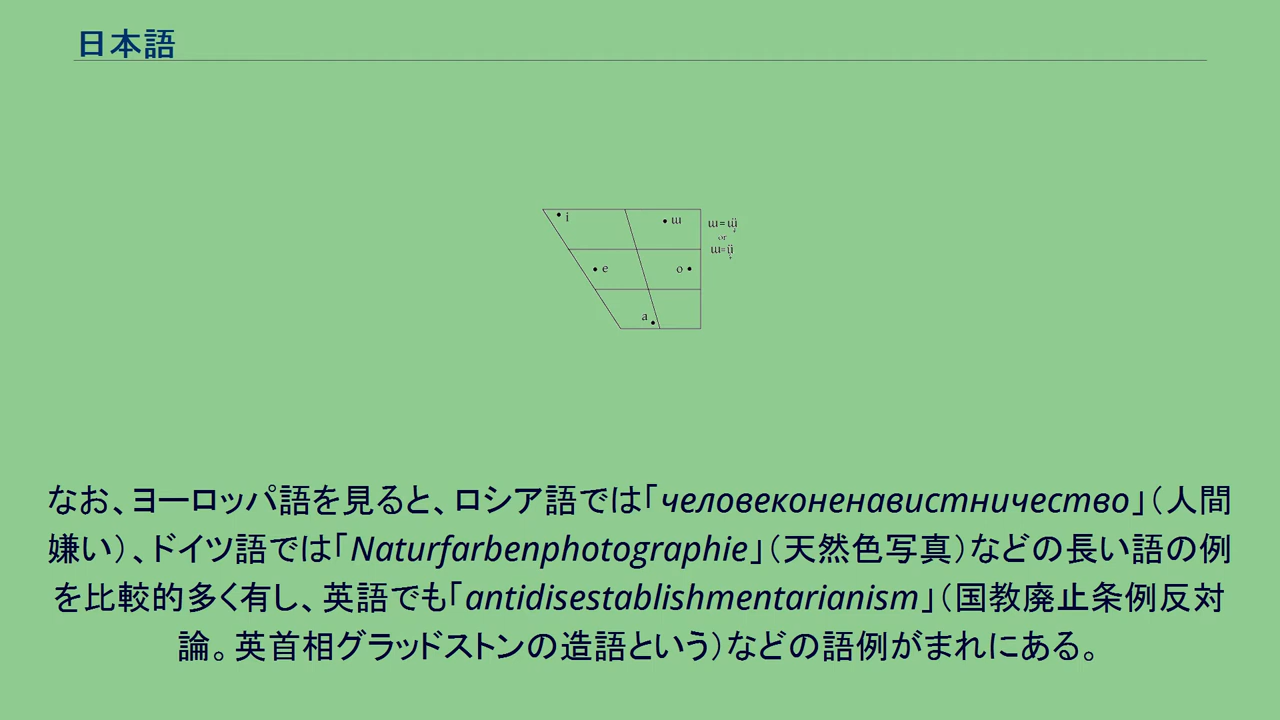 日本語
i
ɯ
ɯ=ɯ̟̈
or
e
o
a
なお、ヨーロッパ語を見ると、ロシア語では「человеконенавистничество」（人間
嫌い）、ドイツ語では「Naturfarbenphotographie」（天然色写真）などの長い語の例
を比較的多く有し、英語でも「antidisestablishmentarianism」（国教廃止条例反対
論。英首相グラッドストンの造語という）などの語例がまれにある。